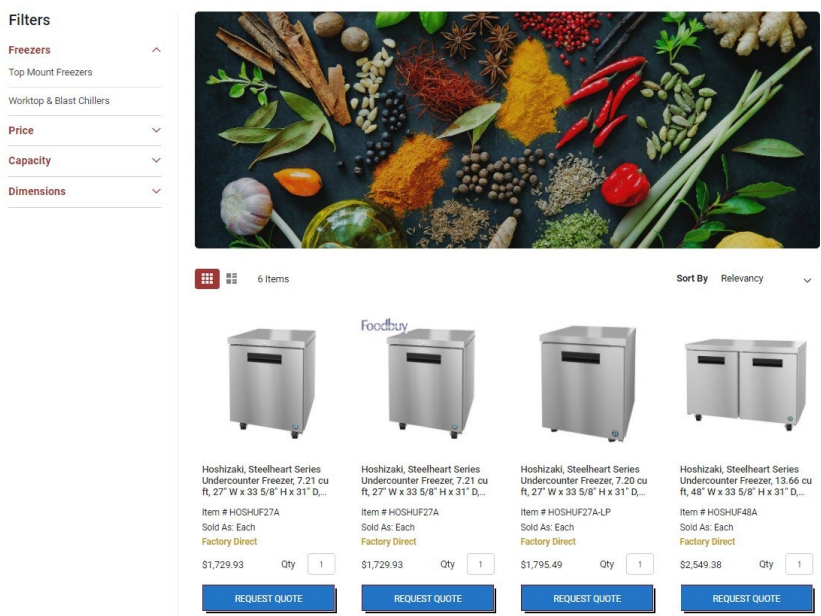 Filters
Freezers
Top Mount Freezers
Worktop & Blast Chillers
Price
Capacity
Dimensions
6 Items
Sort By Relevancy
Foodbuy
Hoshizaki, Steelheart Series
Undercounter Freezer, 7.21 cu
ft, 27" W x 33 5/8" H x 31" D,...
Item # HOSHUF27A
Sold As: Each
Factory Direct
$1,729.93 Qty 1
REQUEST QUOTE
Hoshizaki, Steelheart Series
Undercounter Freezer, 7.21 cu
ft, 27" W x 33 5/8" H x 31" D,...
Item # HOSHUF27A
Sold As: Each
Factory Direct
$1,729.93 Qty 1
REQUEST QUOTE
Hoshizaki, Steelheart Series
Undercounter Freezer, 7.20 cu
ft, 27" W x 33 5/8" H x 31" D,...
Item # HOSHUF27A-LP
Sold As: Each
Factory Direct
$1,795.49 Qty 1
REQUEST QUOTE
Hoshizaki, Steelheart Series
Undercounter Freezer, 13.66 cu
ft, 48" W x 33 5/8" H x 31" D,...
Item # HOSHUF48A
Sold As: Each
Factory Direct
$2,549.38 Qty 1
REQUEST QUOTE